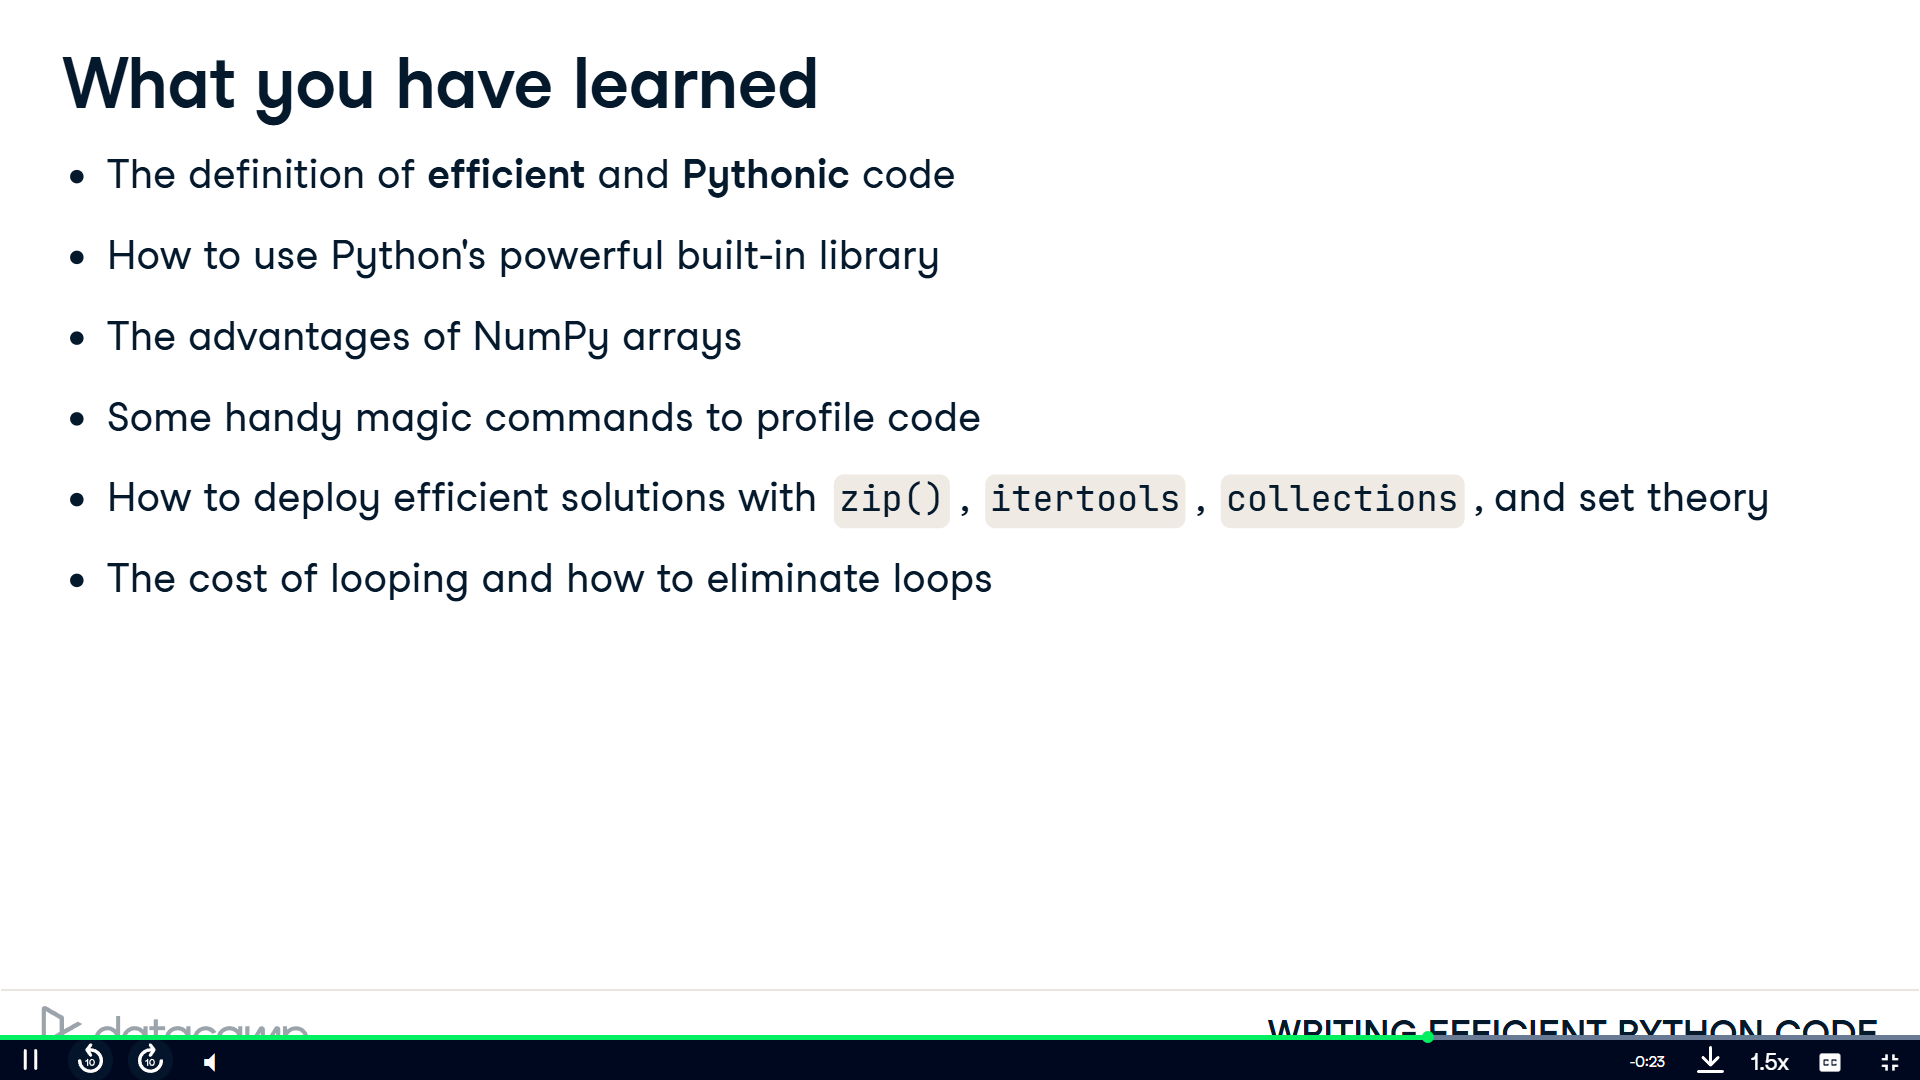 What you have learned
• The definition of efficient and Pythonic code
• How to use Python's powerful built-in library
• The advantages of NumPy arrays
• Some handy magic commands to profile code
• How to deploy efficient solutions with zip() , itertools , collections , and set theory
• The cost of looping and how to eliminate loops
datacamp
WRITING EFFICIENT PYTHON CODE
10
10
-0:23
1.5x
CC